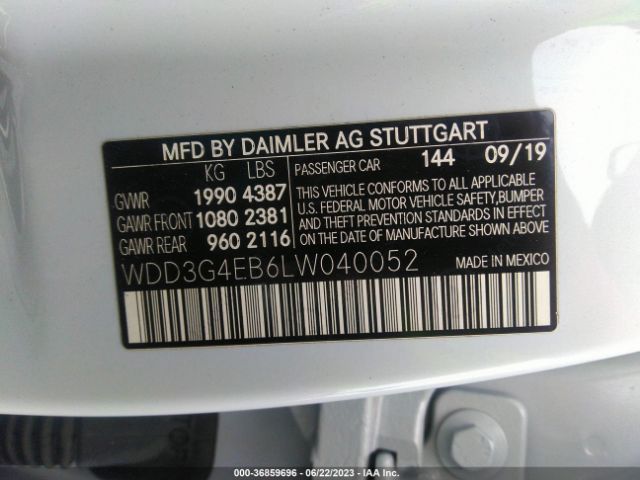 MFD BY DAIMLER AG STUTTGART
KG LBS PASSENGER CAR 144 09/19
GVWR 1990 4387
GAWR FRONT 1080 2381
GAWR REAR 960 2116
THIS VEHICLE CONFORMS TO ALL APPLICABLE
U.S. FEDERAL MOTOR VEHICLE SAFETY, BUMPER
AND THEFT PREVENTION STANDARDS IN EFFECT
ON DATE OF MANUFACTURE SHOWN ABOVE.
WDD3G4EB6LW040052 MADE IN MEXICO
000-36859696 - 06/22/2023 - IAA Inc.